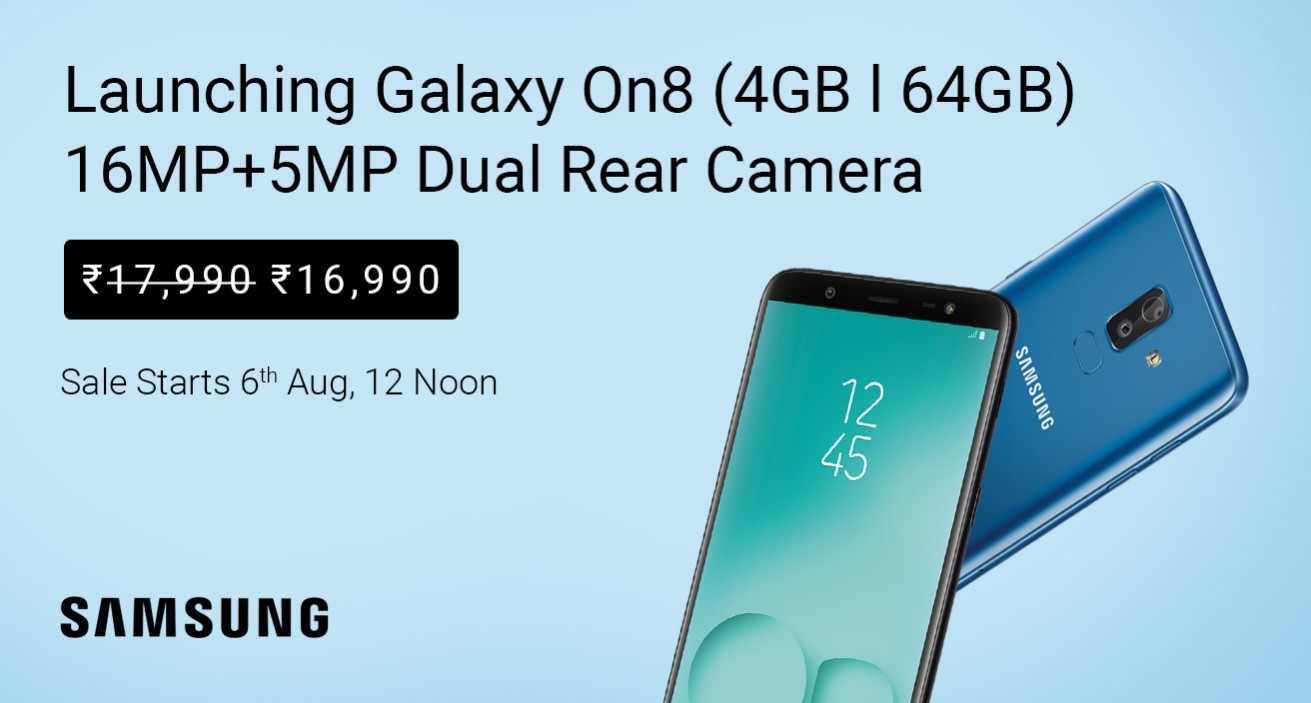 Launching Galaxy On8 (4GB l 64GB)
16MP+5MP Dual Rear Camera
₹17,990 ₹16,990
Sale Starts 6th Aug, 12 Noon
12
45
SAMSUNG
SAMSUNG